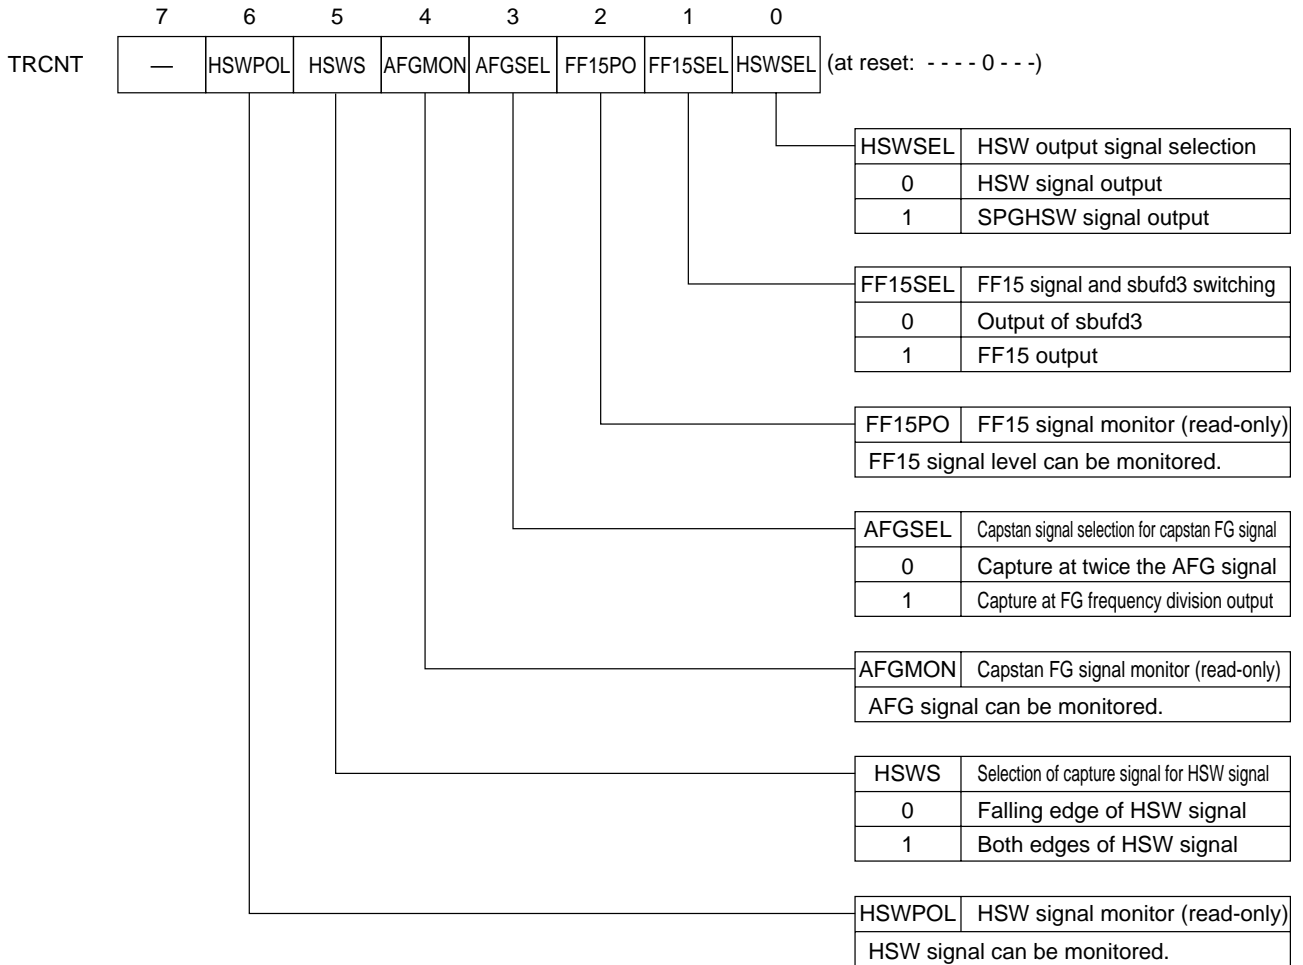 7 6 5 4 3 2 1 0
TRCNT — HSWPOL HSWS AFGMON AFGSEL FF15PO FF15SEL HSWSEL (at reset: - - - - 0 - - -)
HSWSEL HSW output signal selection
0 HSW signal output
1 SPGHSW signal output
FF15SEL FF15 signal and sbufd3 switching
0 Output of sbufd3
1 FF15 output
FF15PO FF15 signal monitor (read-only)
FF15 signal level can be monitored.
AFGSEL Capstan signal selection for capstan FG signal
0 Capture at twice the AFG signal
1 Capture at FG frequency division output
AFGMON Capstan FG signal monitor (read-only)
AFG signal can be monitored.
HSWS Selection of capture signal for HSW signal
0 Falling edge of HSW signal
1 Both edges of HSW signal
HSWPOL HSW signal monitor (read-only)
HSW signal can be monitored.